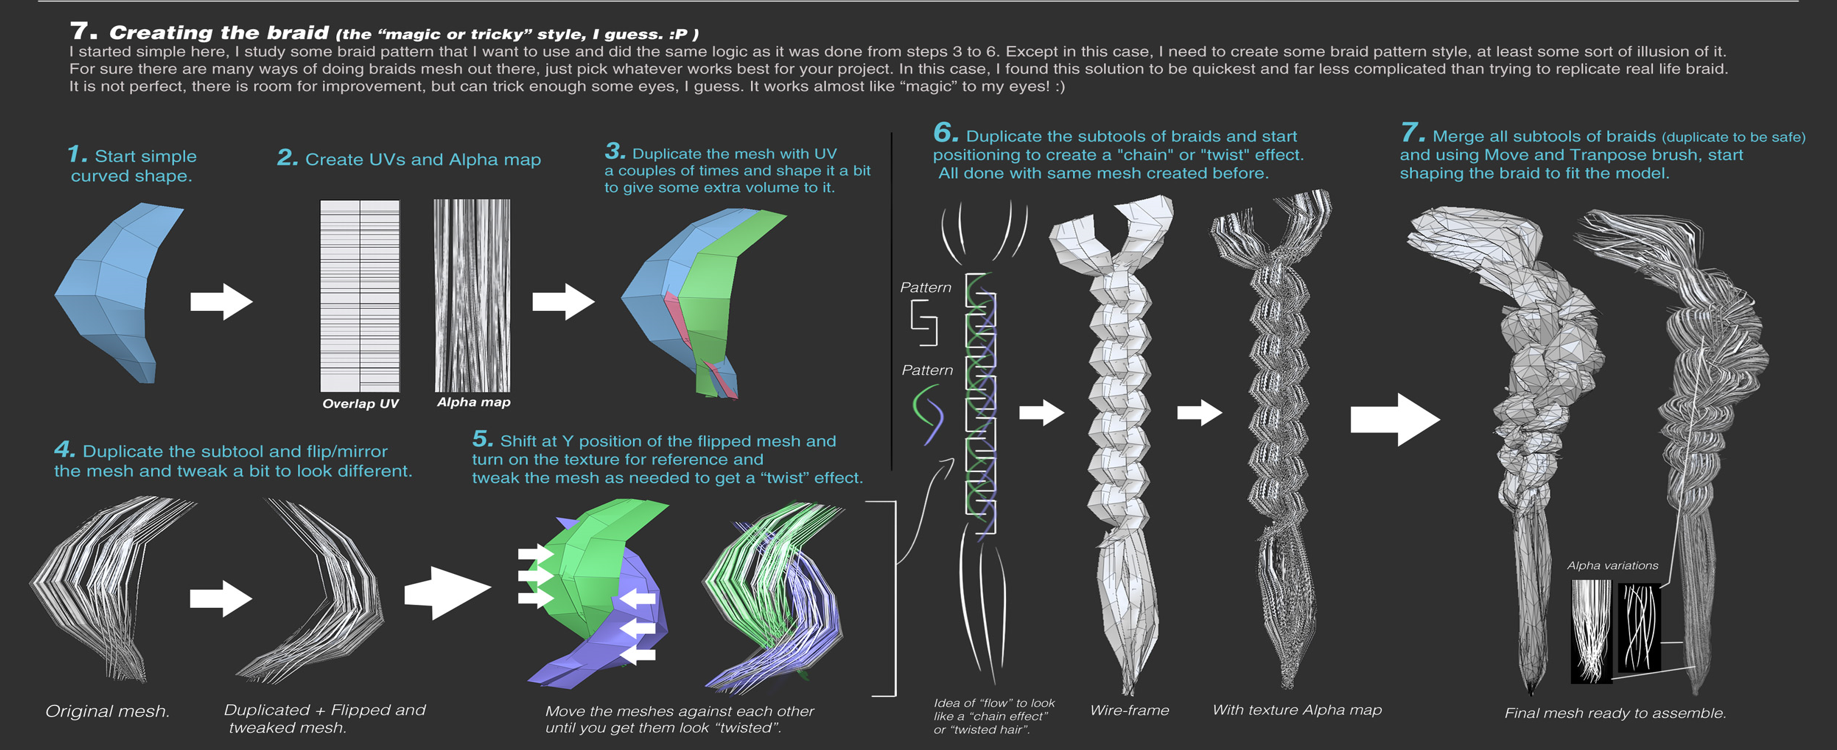 7. Creating the braid (the “magic or tricky” style, I guess. :P )
I started simple here, I study some braid pattern that I want to use and did the same logic as it was done from steps 3 to 6. Except in this case, I need to create some braid pattern style, at least some sort of illusion of it.
For sure there are many ways of doing braids mesh out there, just pick whatever works best for your project. In this case, I found this solution to be quickest and far less complicated than trying to replicate real life braid.
It is not perfect, there is room for improvement, but can trick enough some eyes, I guess. It works almost like “magic” to my eyes! :)
1. Start simple
curved shape.
2. Create UVs and Alpha map
Overlap UV
Alpha map
3. Duplicate the mesh with UV
a couples of times and shape it a bit
to give some extra volume to it.
4. Duplicate the subtool and flip/mirror
the mesh and tweak a bit to look different.
Original mesh.
Duplicated + Flipped and
tweaked mesh.
5. Shift at Y position of the flipped mesh and
turn on the texture for reference and
tweak the mesh as needed to get a “twist” effect.
Move the meshes against each other
until you get them look “twisted”.
6. Duplicate the subtools of braids and start
positioning to create a "chain" or "twist" effect.
All done with same mesh created before.
Pattern
Pattern
Idea of “flow” to look
like a “chain effect”
or “twisted hair”.
Wire-frame
With texture Alpha map
7. Merge all subtools of braids (duplicate to be safe)
and using Move and Tranpose brush, start
shaping the braid to fit the model.
Alpha variations
Final mesh ready to assemble.